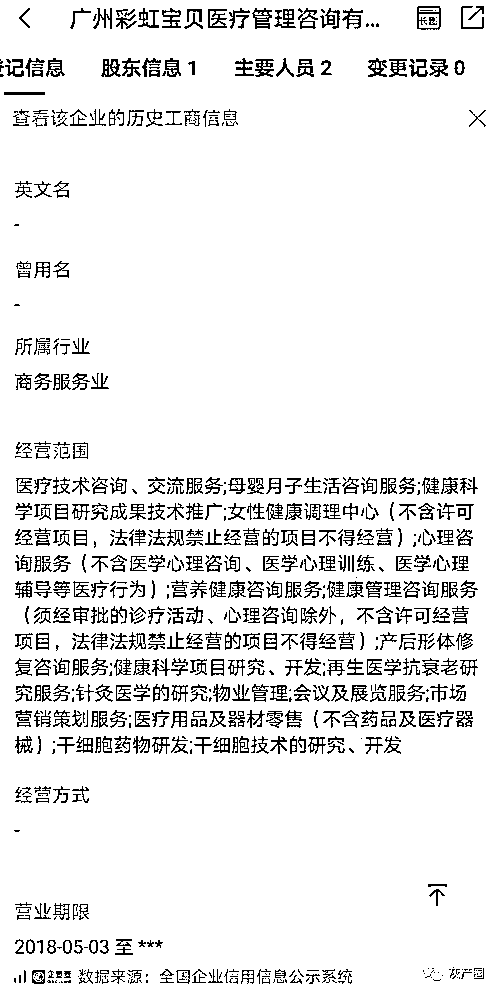 广州彩虹宝贝医疗管理咨询有...
登记信息 股东信息 1 主要人员 2 变更记录 0
查看该企业的历史工商信息
英文名
-
曾用名
-
所属行业
商务服务业
经营范围
医疗技术咨询、交流服务;母婴月子生活咨询服务;健康科
学项目研究成果技术推广;女性健康调理中心（不含许可
经营项目，法律法规禁止经营的项目不得经营）;心理咨
询服务（不含医学心理咨询、医学心理训练、医学心理
辅导等医疗行为）;营养健康咨询服务;健康管理咨询服务
（须经审批的诊疗活动、心理咨询除外，不含许可经营
项目，法律法规禁止经营的项目不得经营）;产后形体修
复咨询服务;健康科学项目研究、开发;再生医学抗衰老研
究服务;针灸医学的研究;物业管理;会议及展览服务;市场
营销策划服务;医疗用品及器材零售（不含药品及医疗器
械）;干细胞药物研发;干细胞技术的研究、开发
经营方式
-
营业期限
2018-05-03 至 ***
数据来源：全国企业信用信息公示系统
灰产圈